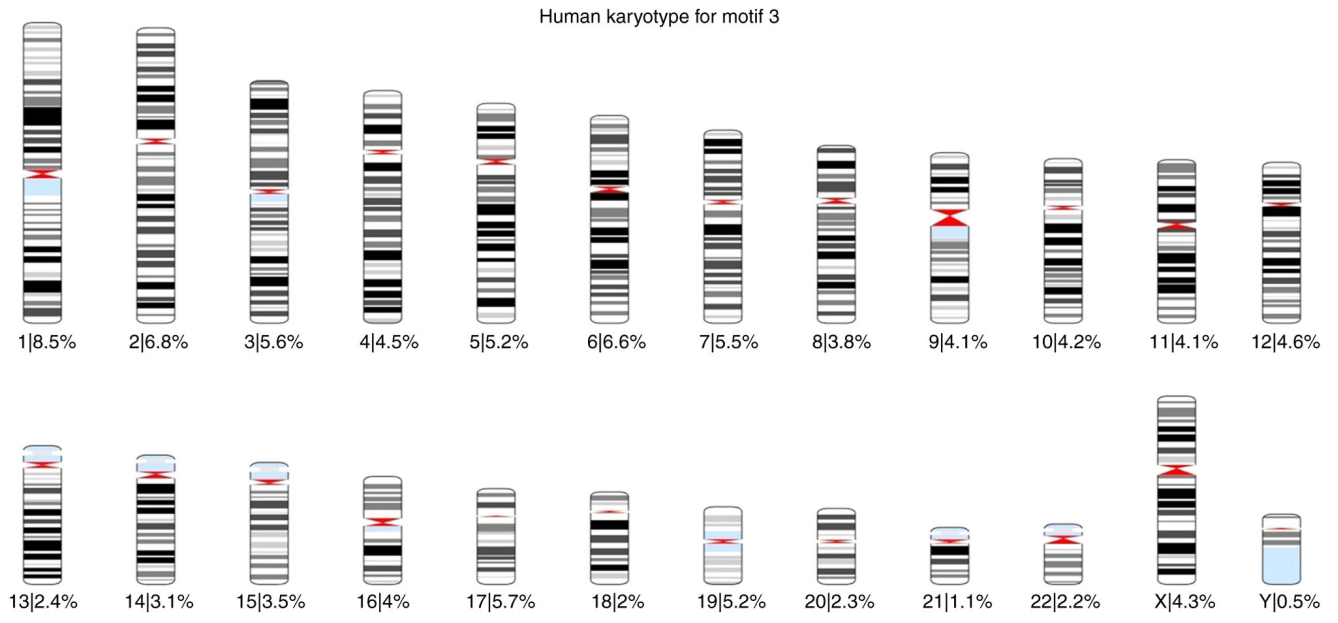 Human karyotype for motif 3
1|8.5% 2|6.8% 3|5.6% 4|4.5% 5|5.2% 6|6.6% 7|5.5% 8|3.8% 9|4.1% 10|4.2% 11|4.1% 12|4.6%
13|2.4% 14|3.1% 15|3.5% 16|4% 17|5.7% 18|2% 19|5.2% 20|2.3% 21|1.1% 22|2.2% X|4.3% Y|0.5%